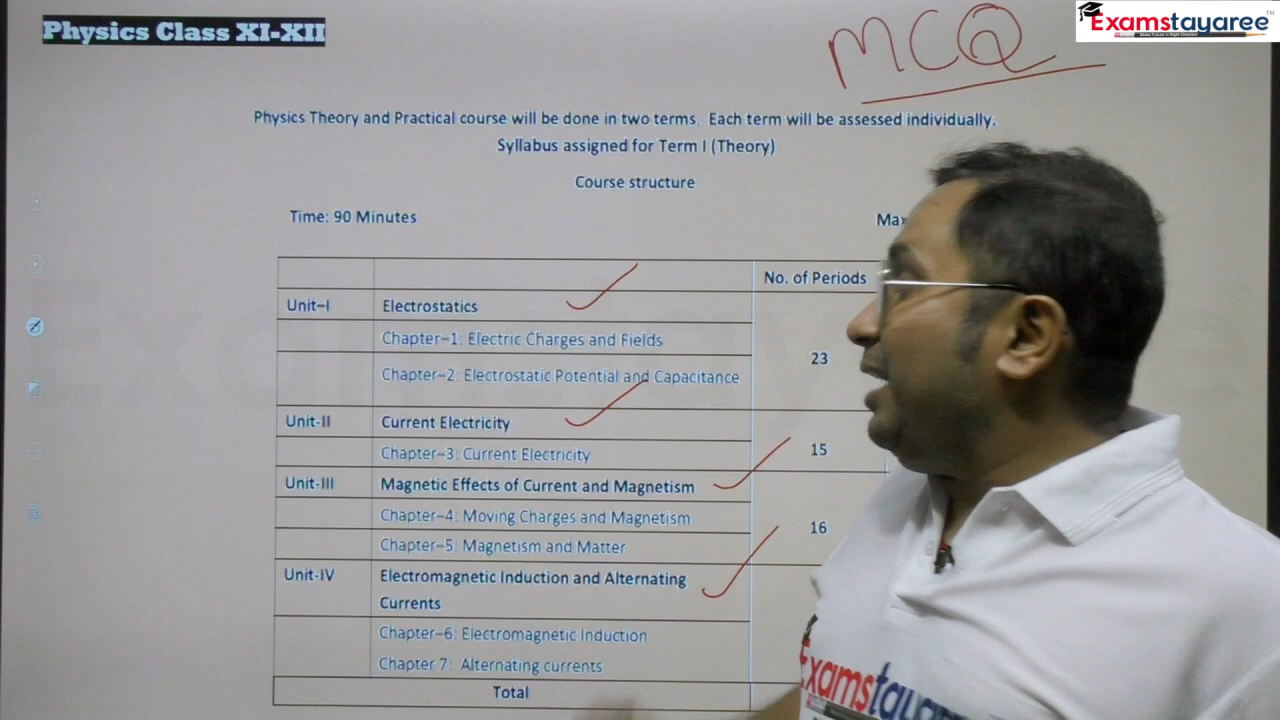 Physics Class XI-XII
MCQ
Examstayaree
TM
Physics Theory and Practical course will be done in two terms. Each term will be assessed individually.
Syllabus assigned for Term I (Theory)
Course structure
Time: 90 Minutes
No. of Periods
Unit–I Electrostatics
Chapter–1: Electric Charges and Fields
23
Chapter–2: Electrostatic Potential and Capacitance
Unit-II Current Electricity
Chapter–3: Current Electricity
15
Unit-III Magnetic Effects of Current and Magnetism
Chapter–4: Moving Charges and Magnetism
16
Chapter–5: Magnetism and Matter
Unit-IV Electromagnetic Induction and Alternating
Currents
Chapter–6: Electromagnetic Induction
Chapter 7: Alternating currents
Total